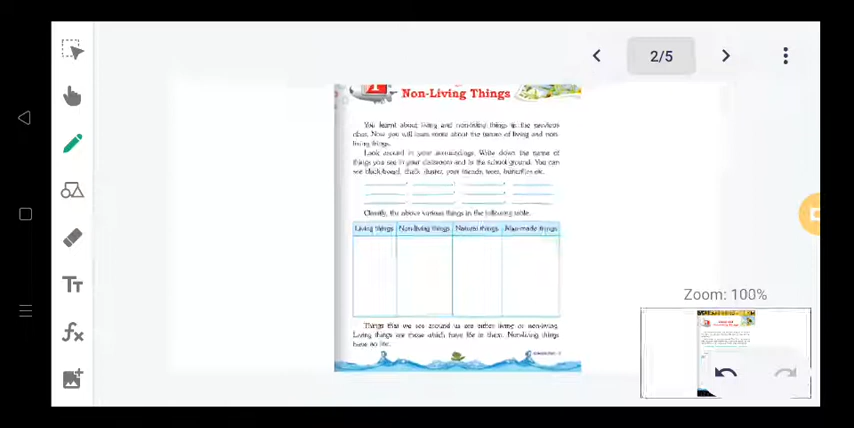 2/5
1
Non-Living Things
You learnt about living and non-living things in the previous
class. Now you will learn more about the nature of living and non-
living things.
Look around in your surroundings. Write down the name of
things you see in your classroom and in the school ground. You can
see blackboard, chalk, duster, your friends, trees, butterflies etc.
Classify the above various things in the following table.
Living things Non-living things Natural things Man-made things
Things that we see around us are either living or non-living.
Living things are those which have life in them. Non-living things
have no life.
Tт
fx
Zoom: 100%